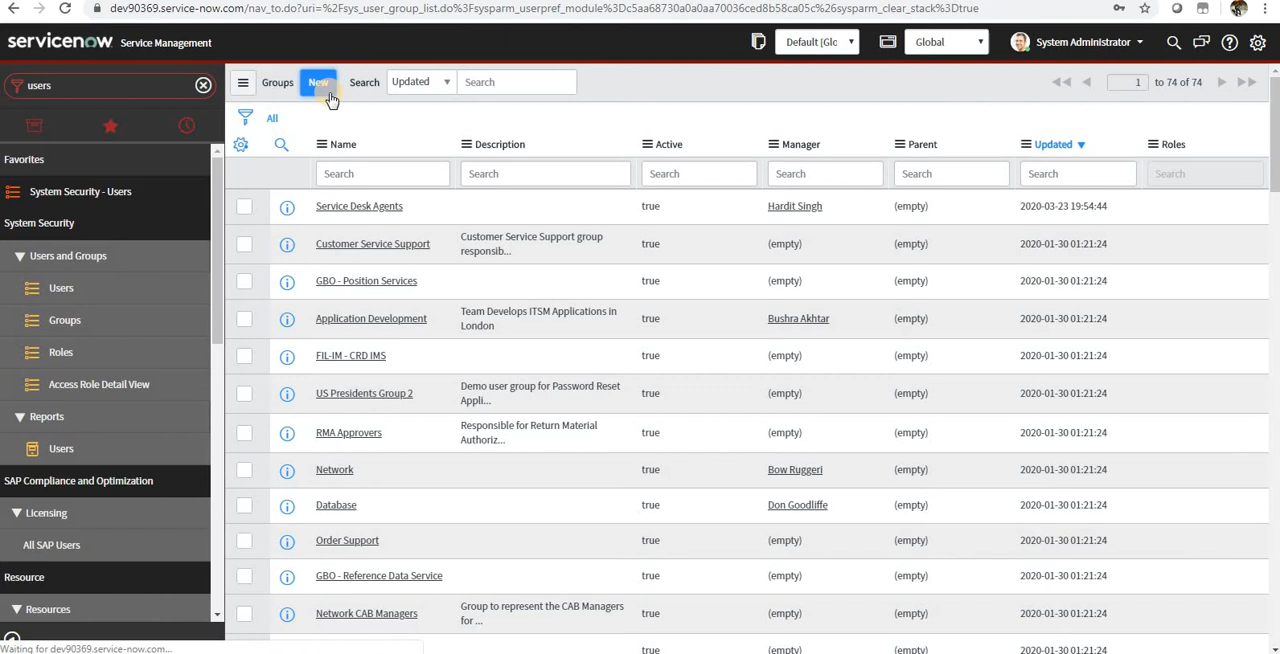 dev90369.service-now.com/nav_to.do?uri=%2Fsys_user_group_list.do%3Fsysparm_userpref_module%3Dc5aa68730a0a0aa70036ced8b58ca05c%26sysparm_clear_stack%3Dtrue
servicenow Service Management
Default [Glo
Global
System Administrator
users
Groups New Search Updated Search
1 to 74 of 74
All
Name Description Active Manager Parent Updated Roles
Search Search Search Search Search Search Search
Favorites
System Security - Users
System Security
Users and Groups
Users
Groups
Roles
Access Role Detail View
Reports
Users
SAP Compliance and Optimization
Licensing
All SAP Users
Resource
Resources
Service Desk Agents true Hardit Singh (empty) 2020-03-23 19:54:44
Customer Service Support Customer Service Support group true (empty) (empty) 2020-01-30 01:21:24
responsib...
GBO - Position Services true (empty) (empty) 2020-01-30 01:21:24
Application Development Team Develops ITSM Applications in true Bushra Akhtar (empty) 2020-01-30 01:21:24
London
FIL-IM - CRD IMS true (empty) (empty) 2020-01-30 01:21:24
US Presidents Group 2 Demo user group for Password Reset true (empty) (empty) 2020-01-30 01:21:24
Appli...
RMA Approvers Responsible for Return Material true (empty) (empty) 2020-01-30 01:21:24
Authoriz...
Network true Bow Ruggeri (empty) 2020-01-30 01:21:24
Database true Don Goodliffe (empty) 2020-01-30 01:21:24
Order Support true (empty) (empty) 2020-01-30 01:21:24
GBO - Reference Data Service true (empty) (empty) 2020-01-30 01:21:24
Network CAB Managers Group to represent the CAB Managers true (empty) (empty) 2020-01-30 01:21:24
for ...
Waiting for dev90369.service-now.com...